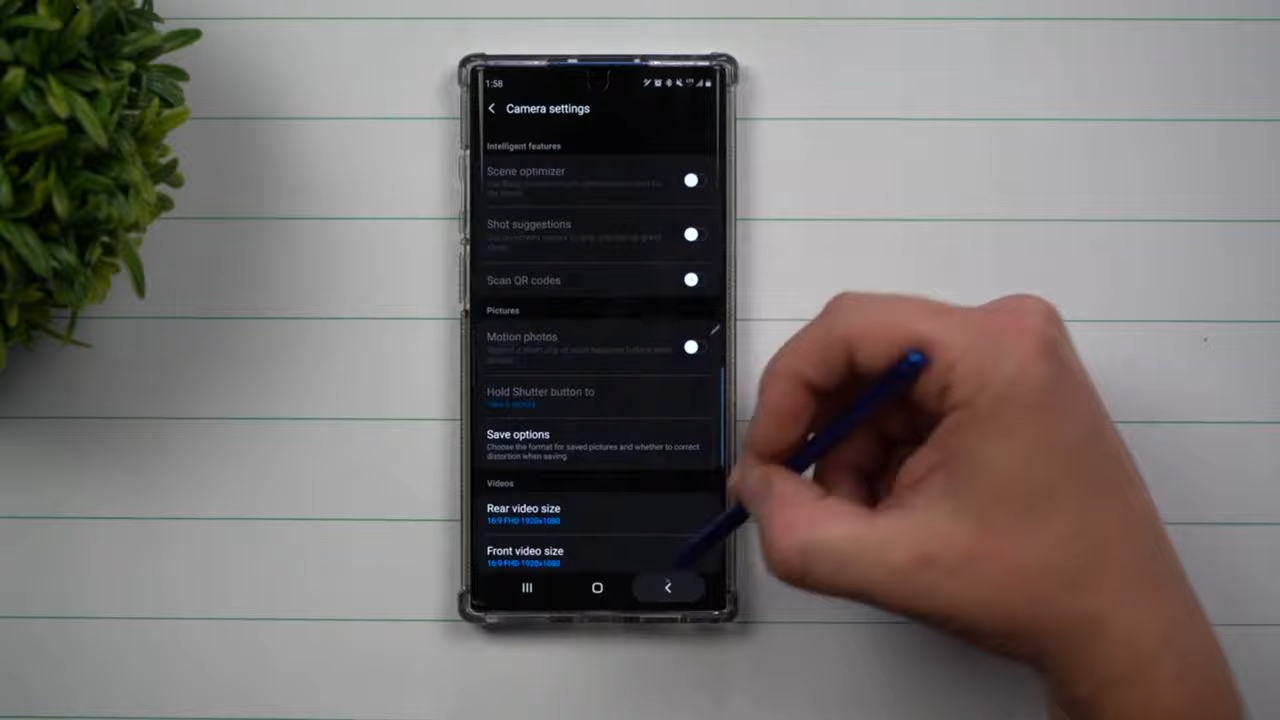 1:58
Camera settings
Intelligent features
Scene optimizer
Shot suggestions
Scan QR codes
Pictures
Motion photos
Hold Shutter button to
Take a picture
Save options
Choose the format for saved pictures and whether to correct
distortion when saving.
Videos
Rear video size
16:9 FHD 1920x1080
Front video size
16:9 FHD 1920x1080